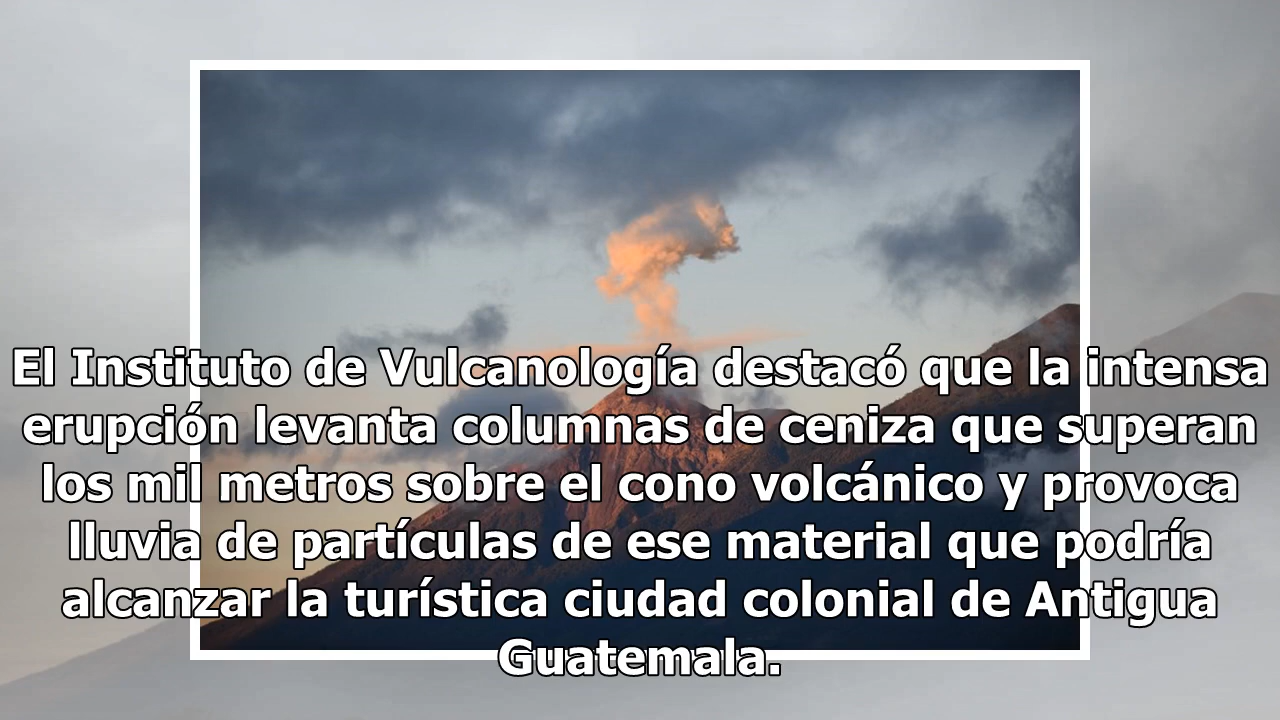 El Instituto de Vulcanología destacó que la intensa
erupción levanta columnas de ceniza que superan
los mil metros sobre el cono volcánico y provoca
lluvia de partículas de ese material que podría
alcanzar la turística ciudad colonial de Antigua
Guatemala.